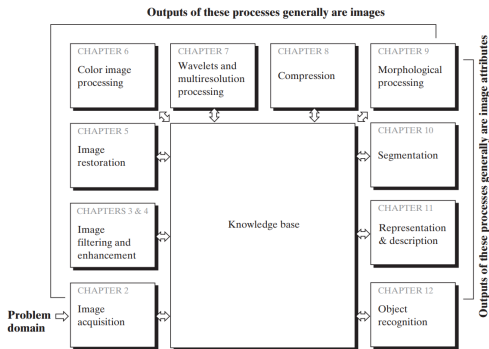 Outputs of these processes generally are images
CHAPTER 6
Color image
processing
CHAPTER 7
Wavelets and
multiresolution
processing
CHAPTER 8
Compression
CHAPTER 9
Morphological
processing
CHAPTER 5
Image
restoration
CHAPTERS 3 & 4
Image
filtering and
enhancement
CHAPTER 2
Image
acquisition
Problem
domain
Knowledge base
CHAPTER 10
Segmentation
CHAPTER 11
Representation
& description
CHAPTER 12
Object
recognition
Outputs of these processes generally are image attributes